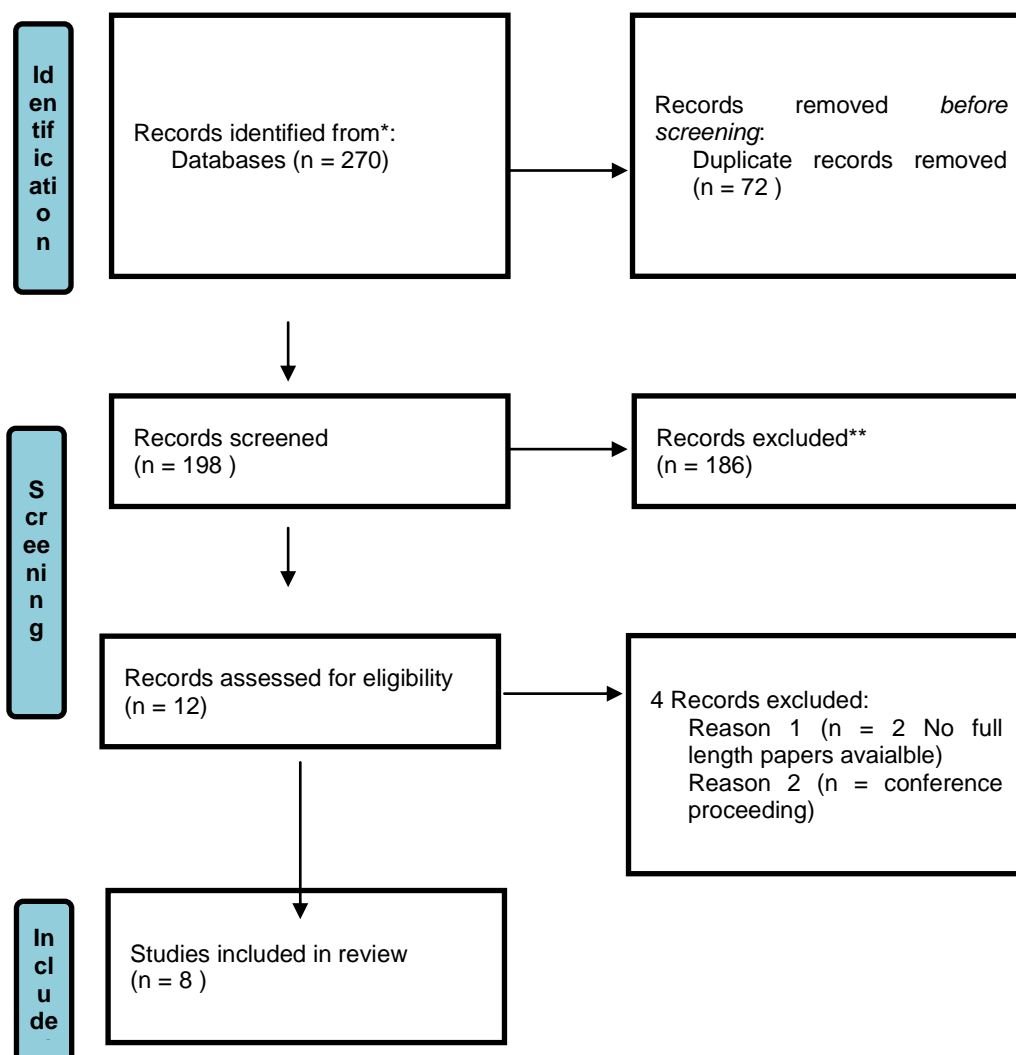 Id
en
tif
ic
ati
o
n
Records identified from*:
Databases (n = 270)
Records removed before
screening:
Duplicate records removed
(n = 72 )
S
cr
ee
ni
n
g
Records screened
(n = 198 )
Records excluded**
(n = 186)
Records assessed for eligibility
(n = 12)
4 Records excluded:
Reason 1 (n = 2 No full
length papers avaialble)
Reason 2 (n = conference
proceeding)
In
cl
u
de
Studies included in review
(n = 8 )